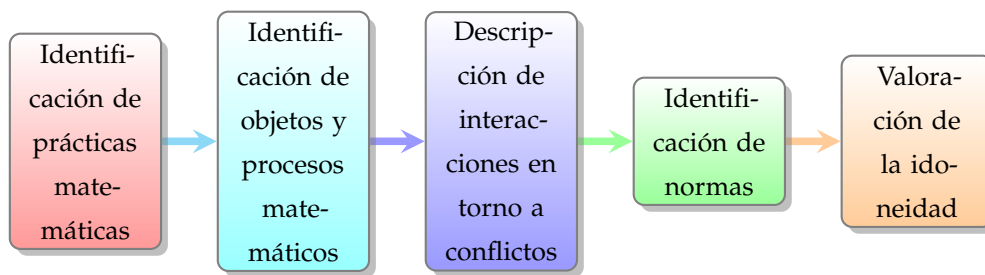 Identifi-
cación de
prácticas
mate-
máticas
Identifi-
cación de
objetos y
procesos
mate-
máticos
Descrip-
ción de
interac-
ciones en
torno a
conflictos
Identifi-
cación de
normas
Valora-
ción de
la ido-
neidad